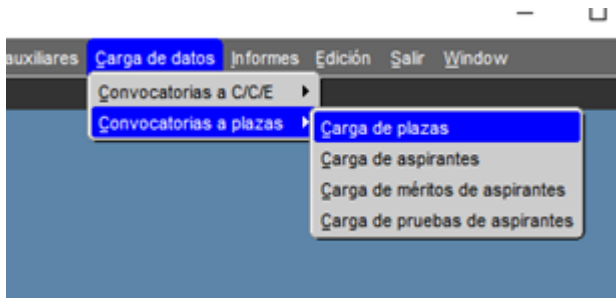 auxiliares Carga de datos Informes Edición Salir Window
Convocatorias a C/C/E
Convocatorias a plazas
Carga de plazas
Carga de aspirantes
Carga de méritos de aspirantes
Carga de pruebas de aspirantes